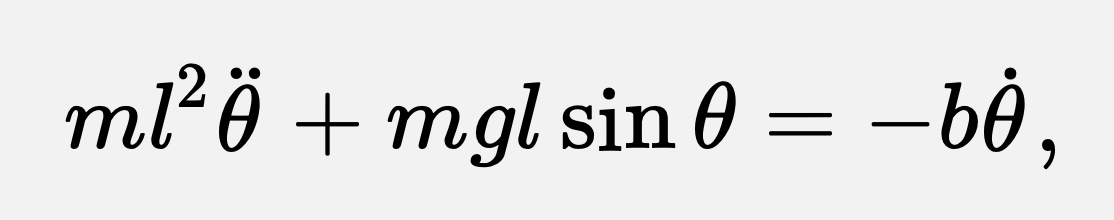 ml²θ̈ + mgl sin θ = −bθ̇,